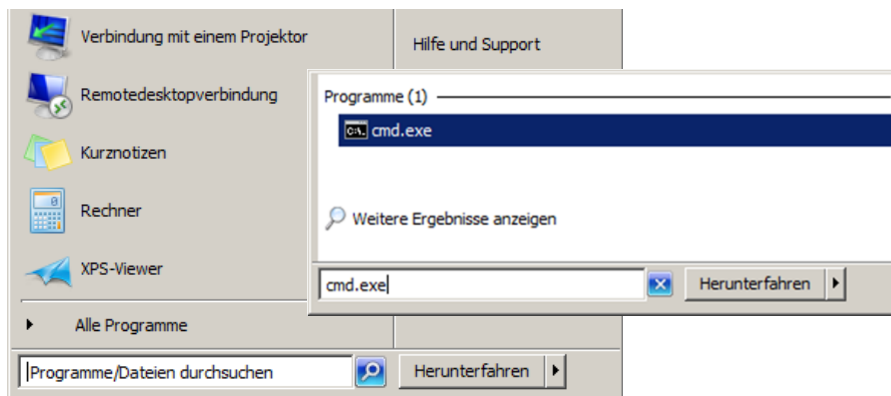 Verbindung mit einem Projektor
Hilfe und Support
Remotedesktopverbindung
Kurznotizen
Rechner
XPS-Viewer
Alle Programme
Programme/Dateien durchsuchen
Herunterfahren
Programme (1)
C:\.
cmd.exe
Weitere Ergebnisse anzeigen
cmd.exe
Herunterfahren